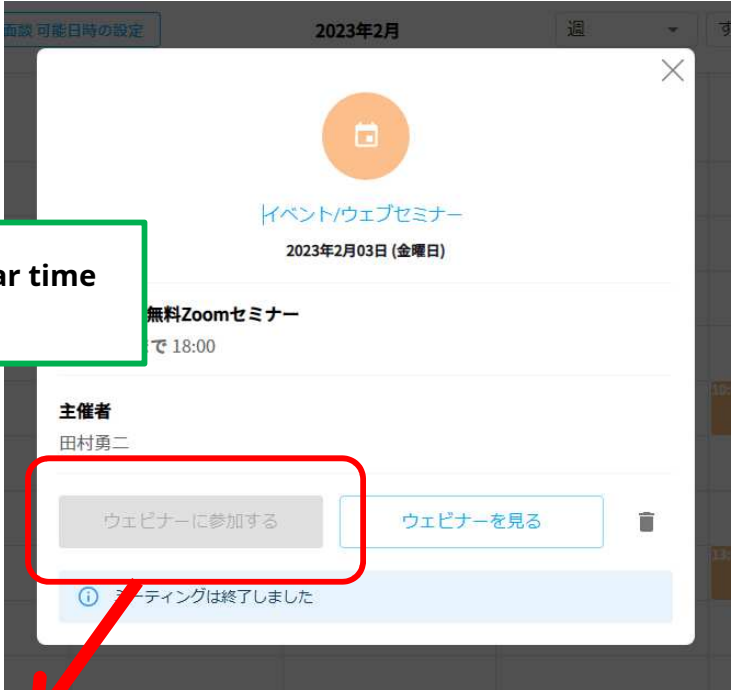 面談可能日時の設定
2023年2月
週
す
イベント/ウェブセミナー
2023年2月03日 (金曜日)
ar time
無料Zoomセミナー
まで 18:00
主催者
田村勇二
ウェビナーに参加する
ウェビナーを見る
ミーティングは終了しました